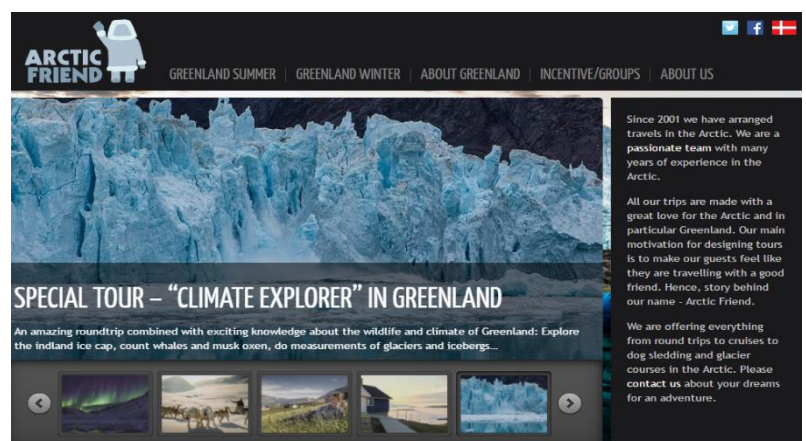 ARCTIC
FRIEND
GREENLAND SUMMER | GREENLAND WINTER | ABOUT GREENLAND | INCENTIVE/GROUPS | ABOUT US
SPECIAL TOUR – “CLIMATE EXPLORER” IN GREENLAND
An amazing roundtrip combined with exciting knowledge about the wildlife and climate of Greenland: Explore
the indland ice cap, count whales and musk oxen, do measurements of glaciers and icebergs...
Since 2001 we have arranged
travels in the Arctic. We are a
passionate team with many
years of experience in the
Arctic.
All our trips are made with a
great love for the Arctic and in
particular Greenland. Our main
motivation for designing tours
is to make our guests feel like
they are travelling with a good
friend. Hence, story behind
our name - Arctic Friend.
We are offering everything
from round trips to cruises to
dog sledding and glacier
courses in the Arctic. Please
contact us about your dreams
for an adventure.